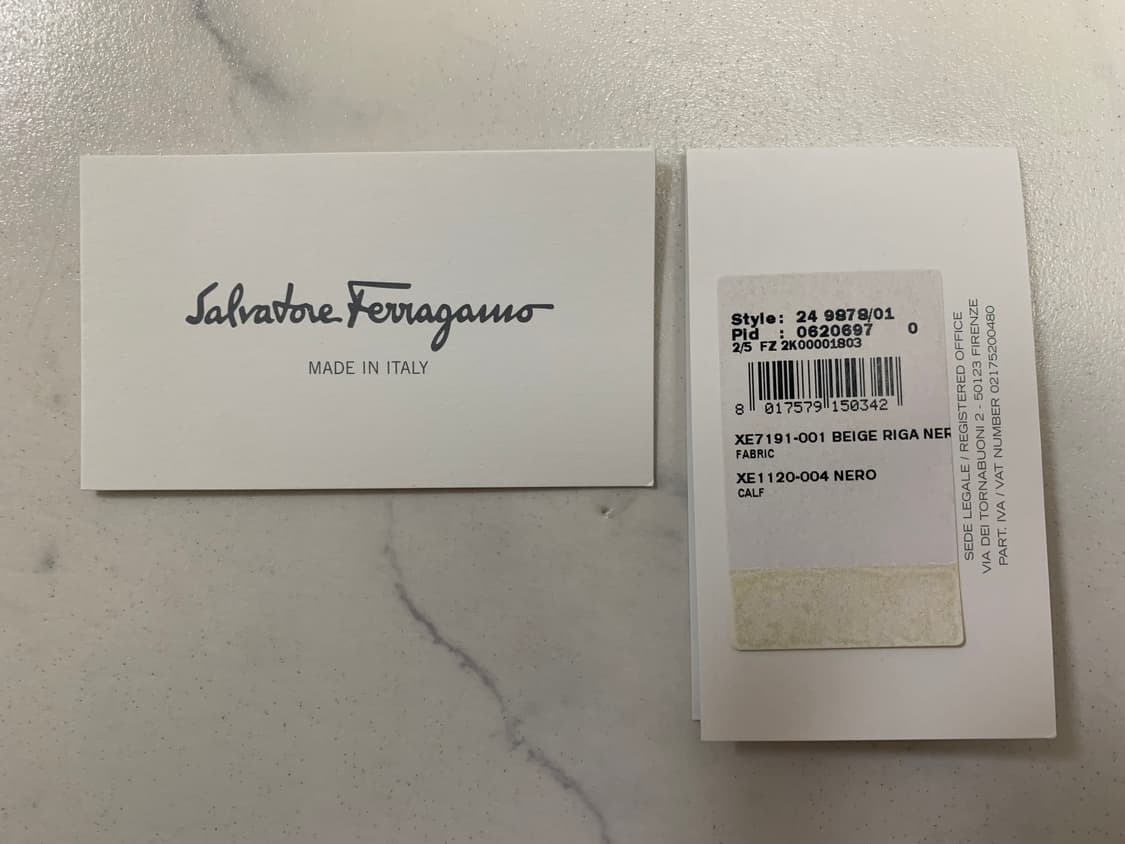 Salvatore Ferragamo
MADE IN ITALY
Style: 24 9878/01
Pid : 0620697 0
2/5 FZ 2K00001803
8 017579 150342
XE7191-001 BEIGE RIGA NER
FABRIC
XE1120-004 NERO
CALF
SEDE LEGALE / REGISTERED OFFICE
VIA DEI TORNABUONI 2 - 50123 FIRENZE
PART. IVA / VAT NUMBER 02175200480